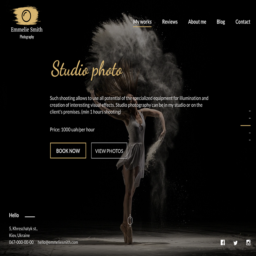 Emmelie Smith
Photography
My works
Reviews
About me
Blog
Contact
Studio photo
Such shooting allows to use all potential of the specialized equipment for illumination and
creation of interesting visual effects. Studio photography can be in my studio or on the
client's premises. (min 1 hours shooting)
Price: 1000 uah/per hour
BOOK NOW
VIEW PHOTOS
Hello
Kiev, Ukraine
067-000-00-00
hello@emmeliesmith.com